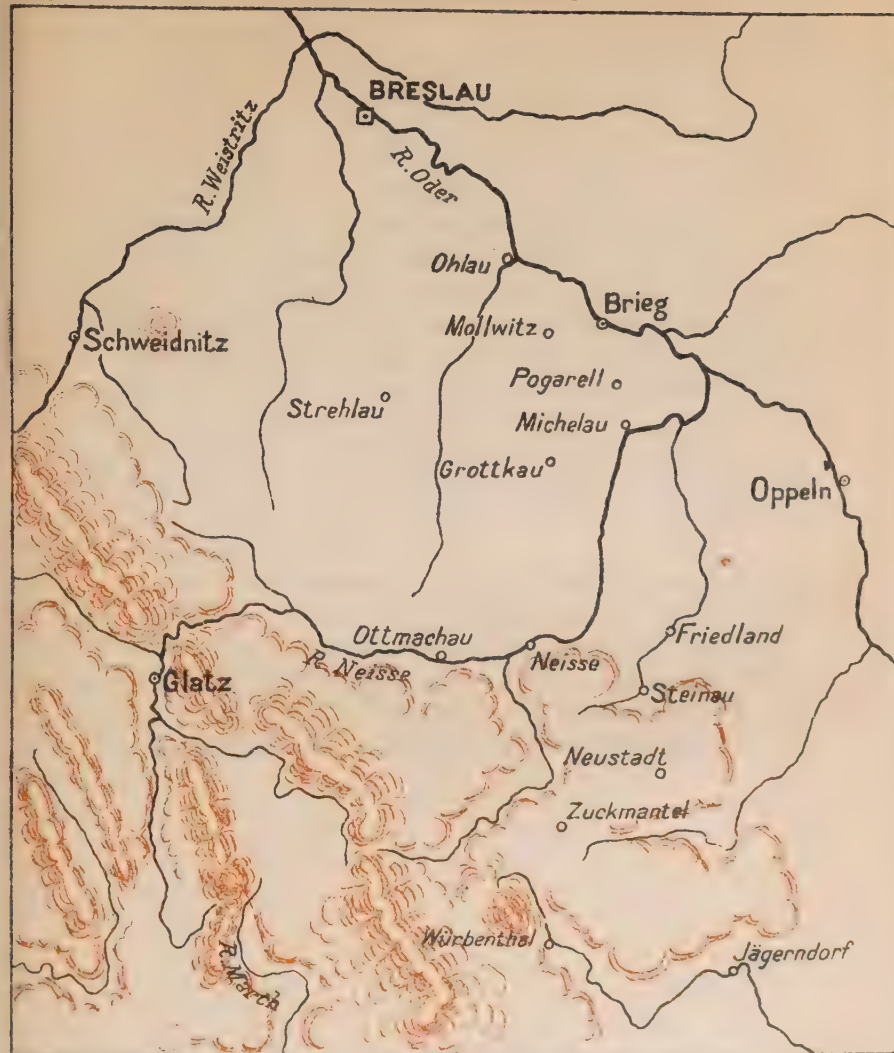 BRESLAU
R. Weistritz
R. Oder
Ohlau
Brieg
Mollwitz
Schweidnitz
Pogarell
Strehlau
Michelau
Grottkau
Oppeln
Ottmachau
Friedland
Neisse
R. Neisse
Glatz
Steinau
Neustadt
Zuckmantel
Würbenthal
Jägerndorf
R. March